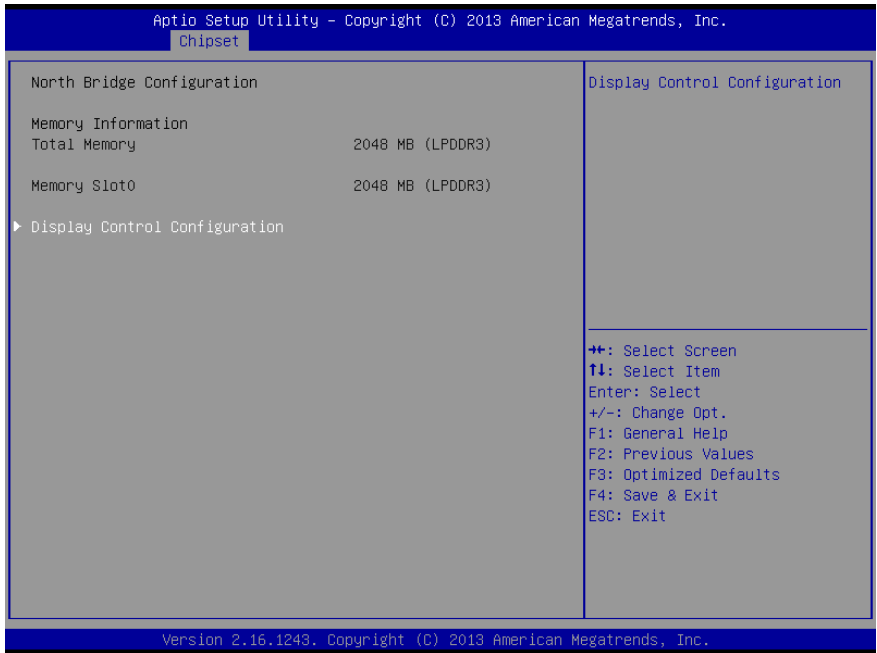 Aptio Setup Utility – Copyright (C) 2013 American Megatrends, Inc.
Chipset
North Bridge Configuration
Memory Information
Total Memory 2048 MB (LPDDR3)
Memory Slot0 2048 MB (LPDDR3)
► Display Control Configuration
Display Control Configuration
→←: Select Screen
↑↓: Select Item
Enter: Select
+/-: Change Opt.
F1: General Help
F2: Previous Values
F3: Optimized Defaults
F4: Save & Exit
ESC: Exit
Version 2.16.1243. Copyright (C) 2013 American Megatrends, Inc.